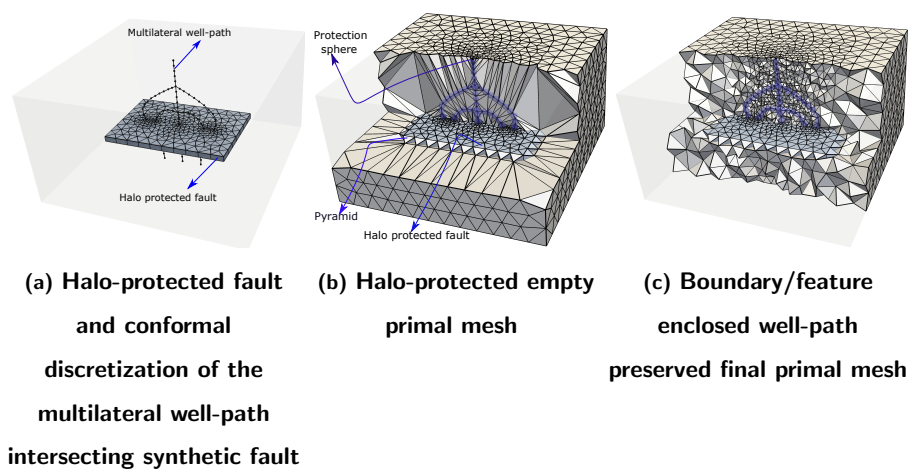 Multilateral well-path
Halo protected fault
Protection
sphere
Pyramid
Halo protected fault
(a) Halo-protected fault
and conformal
discretization of the
multilateral well-path
intersecting synthetic fault
(b) Halo-protected empty
primal mesh
(c) Boundary/feature
enclosed well-path
preserved final primal mesh